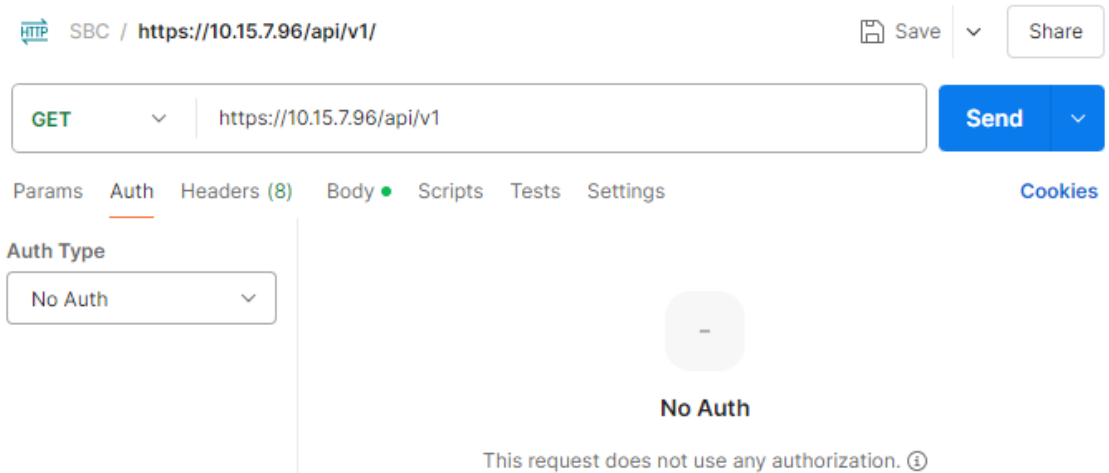 HTTP SBC / https://10.15.7.96/api/v1/ Save Share
GET https://10.15.7.96/api/v1 Send
Params Auth Headers (8) Body Scripts Tests Settings Cookies
Auth Type
No Auth
-
No Auth
This request does not use any authorization.